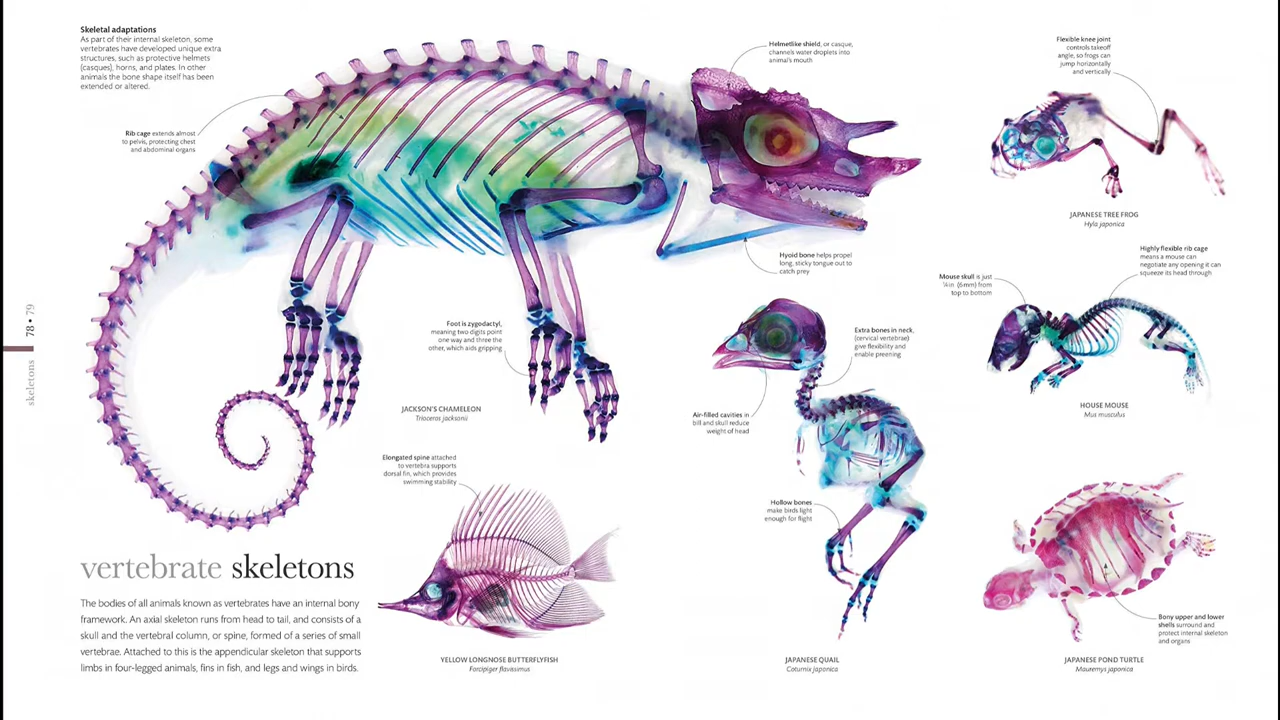 Skeletal adaptations
As part of their internal skeleton, some
vertebrates have developed unique extra
structures, such as protective helmets
(casques), horns, and plates. In other
animals the bone shape itself has been
extended or altered.
Rib cage extends almost
to pelvis, protecting chest
and abdominal organs
Helmetlike shield, or casque,
channels water droplets into
animal's mouth
Flexible knee joint
controls takeoff
angle, so frogs can
jump horizontally
and vertically
JAPANESE TREE FROG
Hyla japonica
Hyoid bone helps propel
long, sticky tongue out to
catch prey
Highly flexible rib cage
means a mouse can
negotiate any opening it can
squeeze its head through
Mouse skull is just
¼in (6mm) from
top to bottom
78 • 79
skeletons
Foot is zygodactyl,
meaning two digits point
one way and three the
other, which aids gripping
Extra bones in neck,
(cervical vertebrae)
give flexibility and
enable preening
JACKSON'S CHAMELEON
Trioceros jacksonii
HOUSE MOUSE
Mus musculus
Air-filled cavities in
bill and skull reduce
weight of head
Elongated spine attached
to vertebra supports
dorsal fin, which provides
swimming stability
Hollow bones
make birds light
enough for flight
vertebrate skeletons
The bodies of all animals known as vertebrates have an internal bony
framework. An axial skeleton runs from head to tail, and consists of a
skull and the vertebral column, or spine, formed of a series of small
vertebrae. Attached to this is the appendicular skeleton that supports
limbs in four-legged animals, fins in fish, and legs and wings in birds.
Bony upper and lower
shells surround and
protect internal skeleton
and organs
YELLOW LONGNOSE BUTTERFLYFISH
Forcipiger flavissimus
JAPANESE QUAIL
Coturnix japonica
JAPANESE POND TURTLE
Mauremys japonica